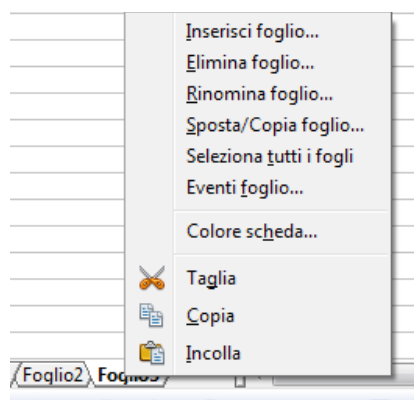 Inserisci foglio...
Elimina foglio...
Rinomina foglio...
Sposta/Copia foglio...
Seleziona tutti i fogli
Eventi foglio...
Colore scheda...
Taglia
Copia
Incolla
Foglio2 Foglio3